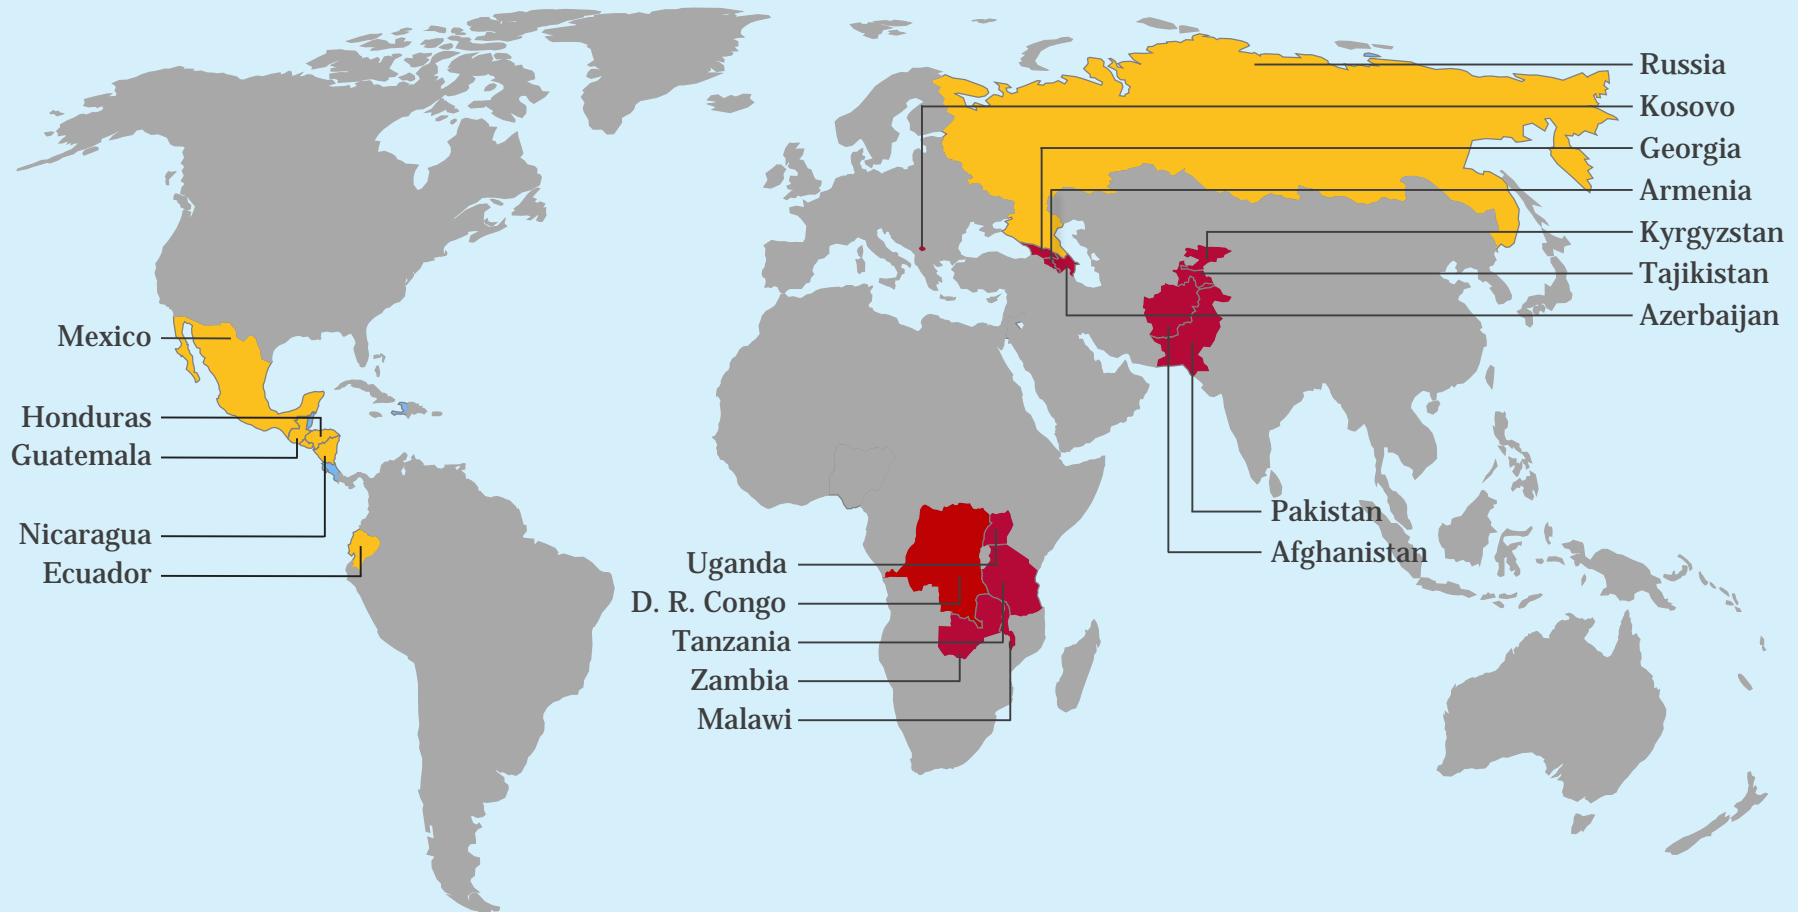 Russia
Kosovo
Georgia
Armenia
Kyrgyzstan
Tajikistan
Azerbaijan
Mexico
Honduras
Guatemala
Nicaragua
Ecuador
Pakistan
Afghanistan
Uganda
D. R. Congo
Tanzania
Zambia
Malawi